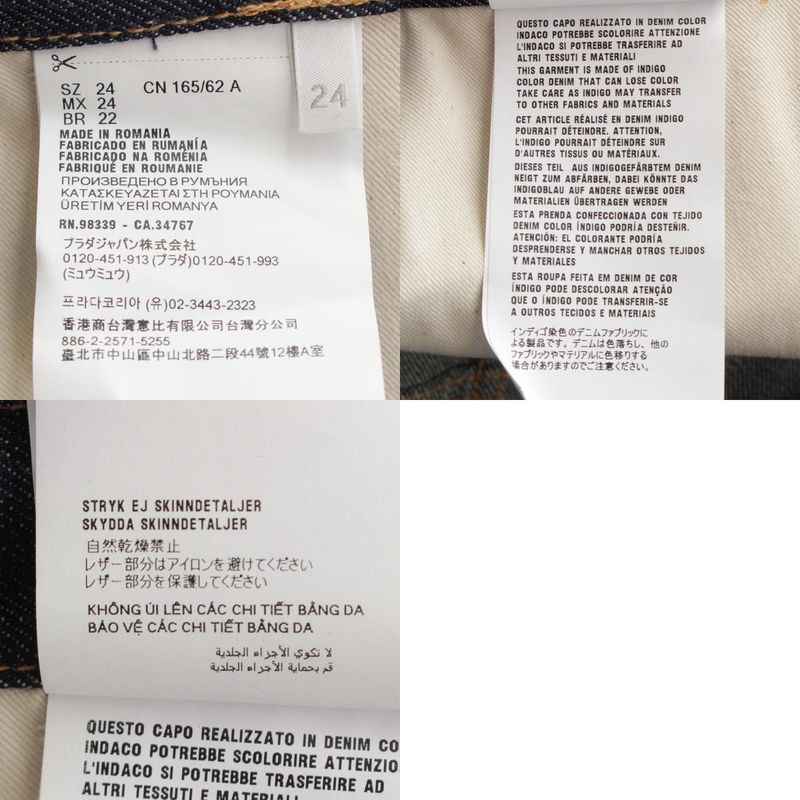 SZ 24 CN 165/62 A
MX 24
BR 22
24
MADE IN ROMANIA
FABRICADO EN RUMANÍA
FABRICADO NA ROMÉNIA
FABRIQUÉ EN ROUMANIE
ПРОИЗВЕДЕНО В РУМЪНИЯ
ΚΑΤΑΣΚΕΥΑΖΕΤΑΙ ΣΤΗ ΡΟΥΜΑΝΙΑ
ÜRETİM YERİ ROMANYA
RN.98339 - CA.34767
プラダジャパン株式会社
0120-451-913 (プラダ)0120-451-993
(ミュウミュウ)
프라다코리아 (유)02-3443-2323
香港商台灣意比有限公司台灣分公司
886-2-2571-5255
臺北市中山區中山北路二段44號12樓A室
QUESTO CAPO REALIZZATO IN DENIM COLOR
INDACO POTREBBE SCOLORIRE ATTENZIONE
L'INDACO SI POTREBBE TRASFERIRE AD
ALTRI TESSUTI E MATERIALI
THIS GARMENT IS MADE OF INDIGO
COLOR DENIM THAT CAN LOSE COLOR
TAKE CARE AS INDIGO MAY TRANSFER
TO OTHER FABRICS AND MATERIALS
CET ARTICLE RÉALISÉ EN DENIM INDIGO
POURRAIT DÉTEINDRE. ATTENTION,
L'INDIGO POURRAIT DÉTEINDRE SUR
D'AUTRES TISSUS OU MATÉRIAUX.
DIESES TEIL AUS INDIGOGEFÄRBTEM DENIM
NEIGT ZUM ABFÄRBEN, DABEI KÖNNTE DAS
INDIGOBLAU AUF ANDERE GEWEBE ODER
MATERIALIEN ÜBERTRAGEN WERDEN
ESTA PRENDA CONFECCIONADA CON TEJIDO
DENIM COLOR ÍNDIGO PODRÍA DESTEÑIR.
ATENCIÓN: EL COLORANTE PODRÍA
DESPRENDERSE Y MANCHAR OTROS TEJIDOS
Y MATERIALES
ESTA ROUPA FEITA EM DENIM DE COR
ÍNDIGO PODE DESCOLORAR ATENÇÃO
QUE O ÍNDIGO PODE TRANSFERIR-SE
A OUTROS TECIDOS E MATERIAIS
インディゴ染色のデニムファブリックに
よる製品です。デニムは色落ちし、他の
ファブリックやマテリアルに色移りする
場合がありますのでご注意ください。
STRYK EJ SKINNDETALJER
SKYDDA SKINNDETALJER
自然乾燥禁止
レザー部分はアイロンを避けてください
レザー部分を保護してください
KHÔNG ỦI LÊN CÁC CHI TIẾT BẰNG DA
BẢO VỆ CÁC CHI TIẾT BẰNG DA
لا تكوي الأجراء الجلدية
قم بحماية الأجراء الجلدية
QUESTO CAPO REALIZZATO IN DENIM CO
INDACO POTREBBE SCOLORIRE ATTENZIO
L'INDACO SI POTREBBE TRASFERIRE AD
ALTRI TESSUTI E MATERIALI